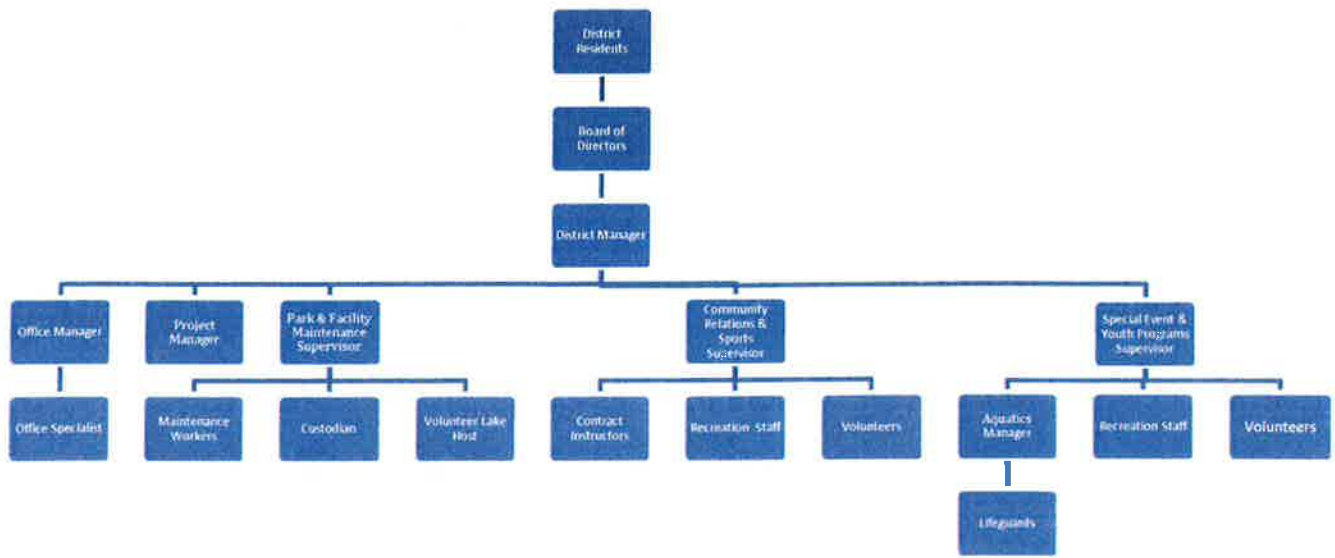 District
Residents
Board of
Directors
District Manager
Office Manager
Project
Manager
Park & Facility
Maintenance
Supervisor
Community
Relations &
Sports
Supervisor
Special Event &
Youth Programs
Supervisor
Office Specialist
Maintenance
Workers
Custodian
Volunteer Lake
Host
Contract
Instructors
Recreation Staff
Volunteers
Aquatics
Manager
Recreation Staff
Volunteers
Lifeguards